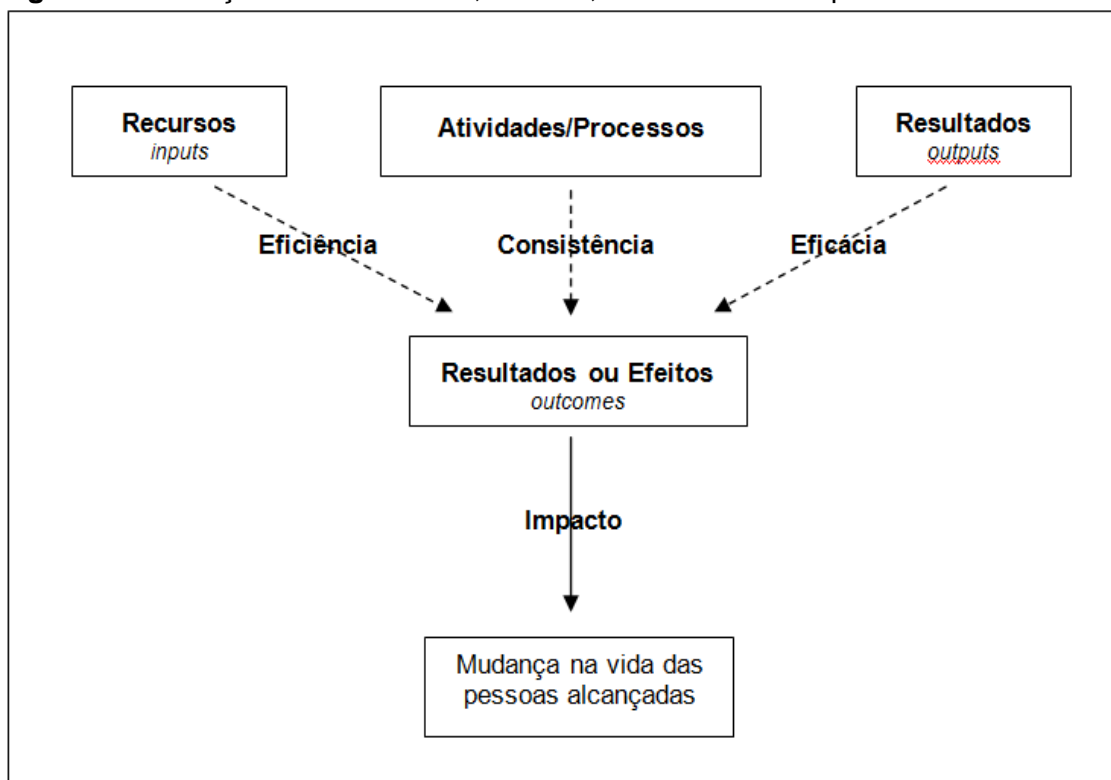 Recursos
inputs
Atividades/Processos
Resultados
outputs
Eficiência
Consistência
Eficácia
Resultados ou Efeitos
outcomes
Impacto
Mudança na vida das
pessoas alcançadas